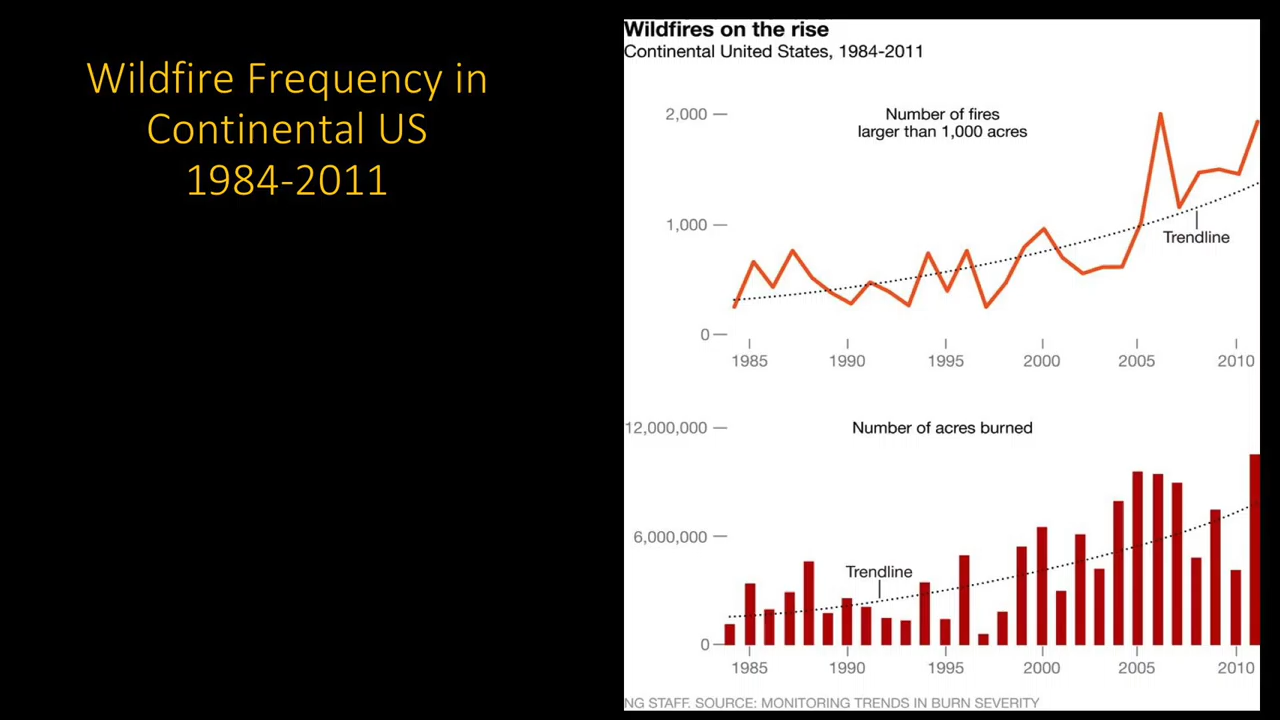 Wildfire Frequency in
Continental US
1984-2011
Wildfires on the rise
Continental United States, 1984-2011
Number of fires
larger than 1,000 acres
2,000
1,000
0
Trendline
1985
1990
1995
2000
2005
2010
Number of acres burned
12,000,000
6,000,000
0
Trendline
1985
1990
1995
2000
2005
2010
NG STAFF. SOURCE: MONITORING TRENDS IN BURN SEVERITY